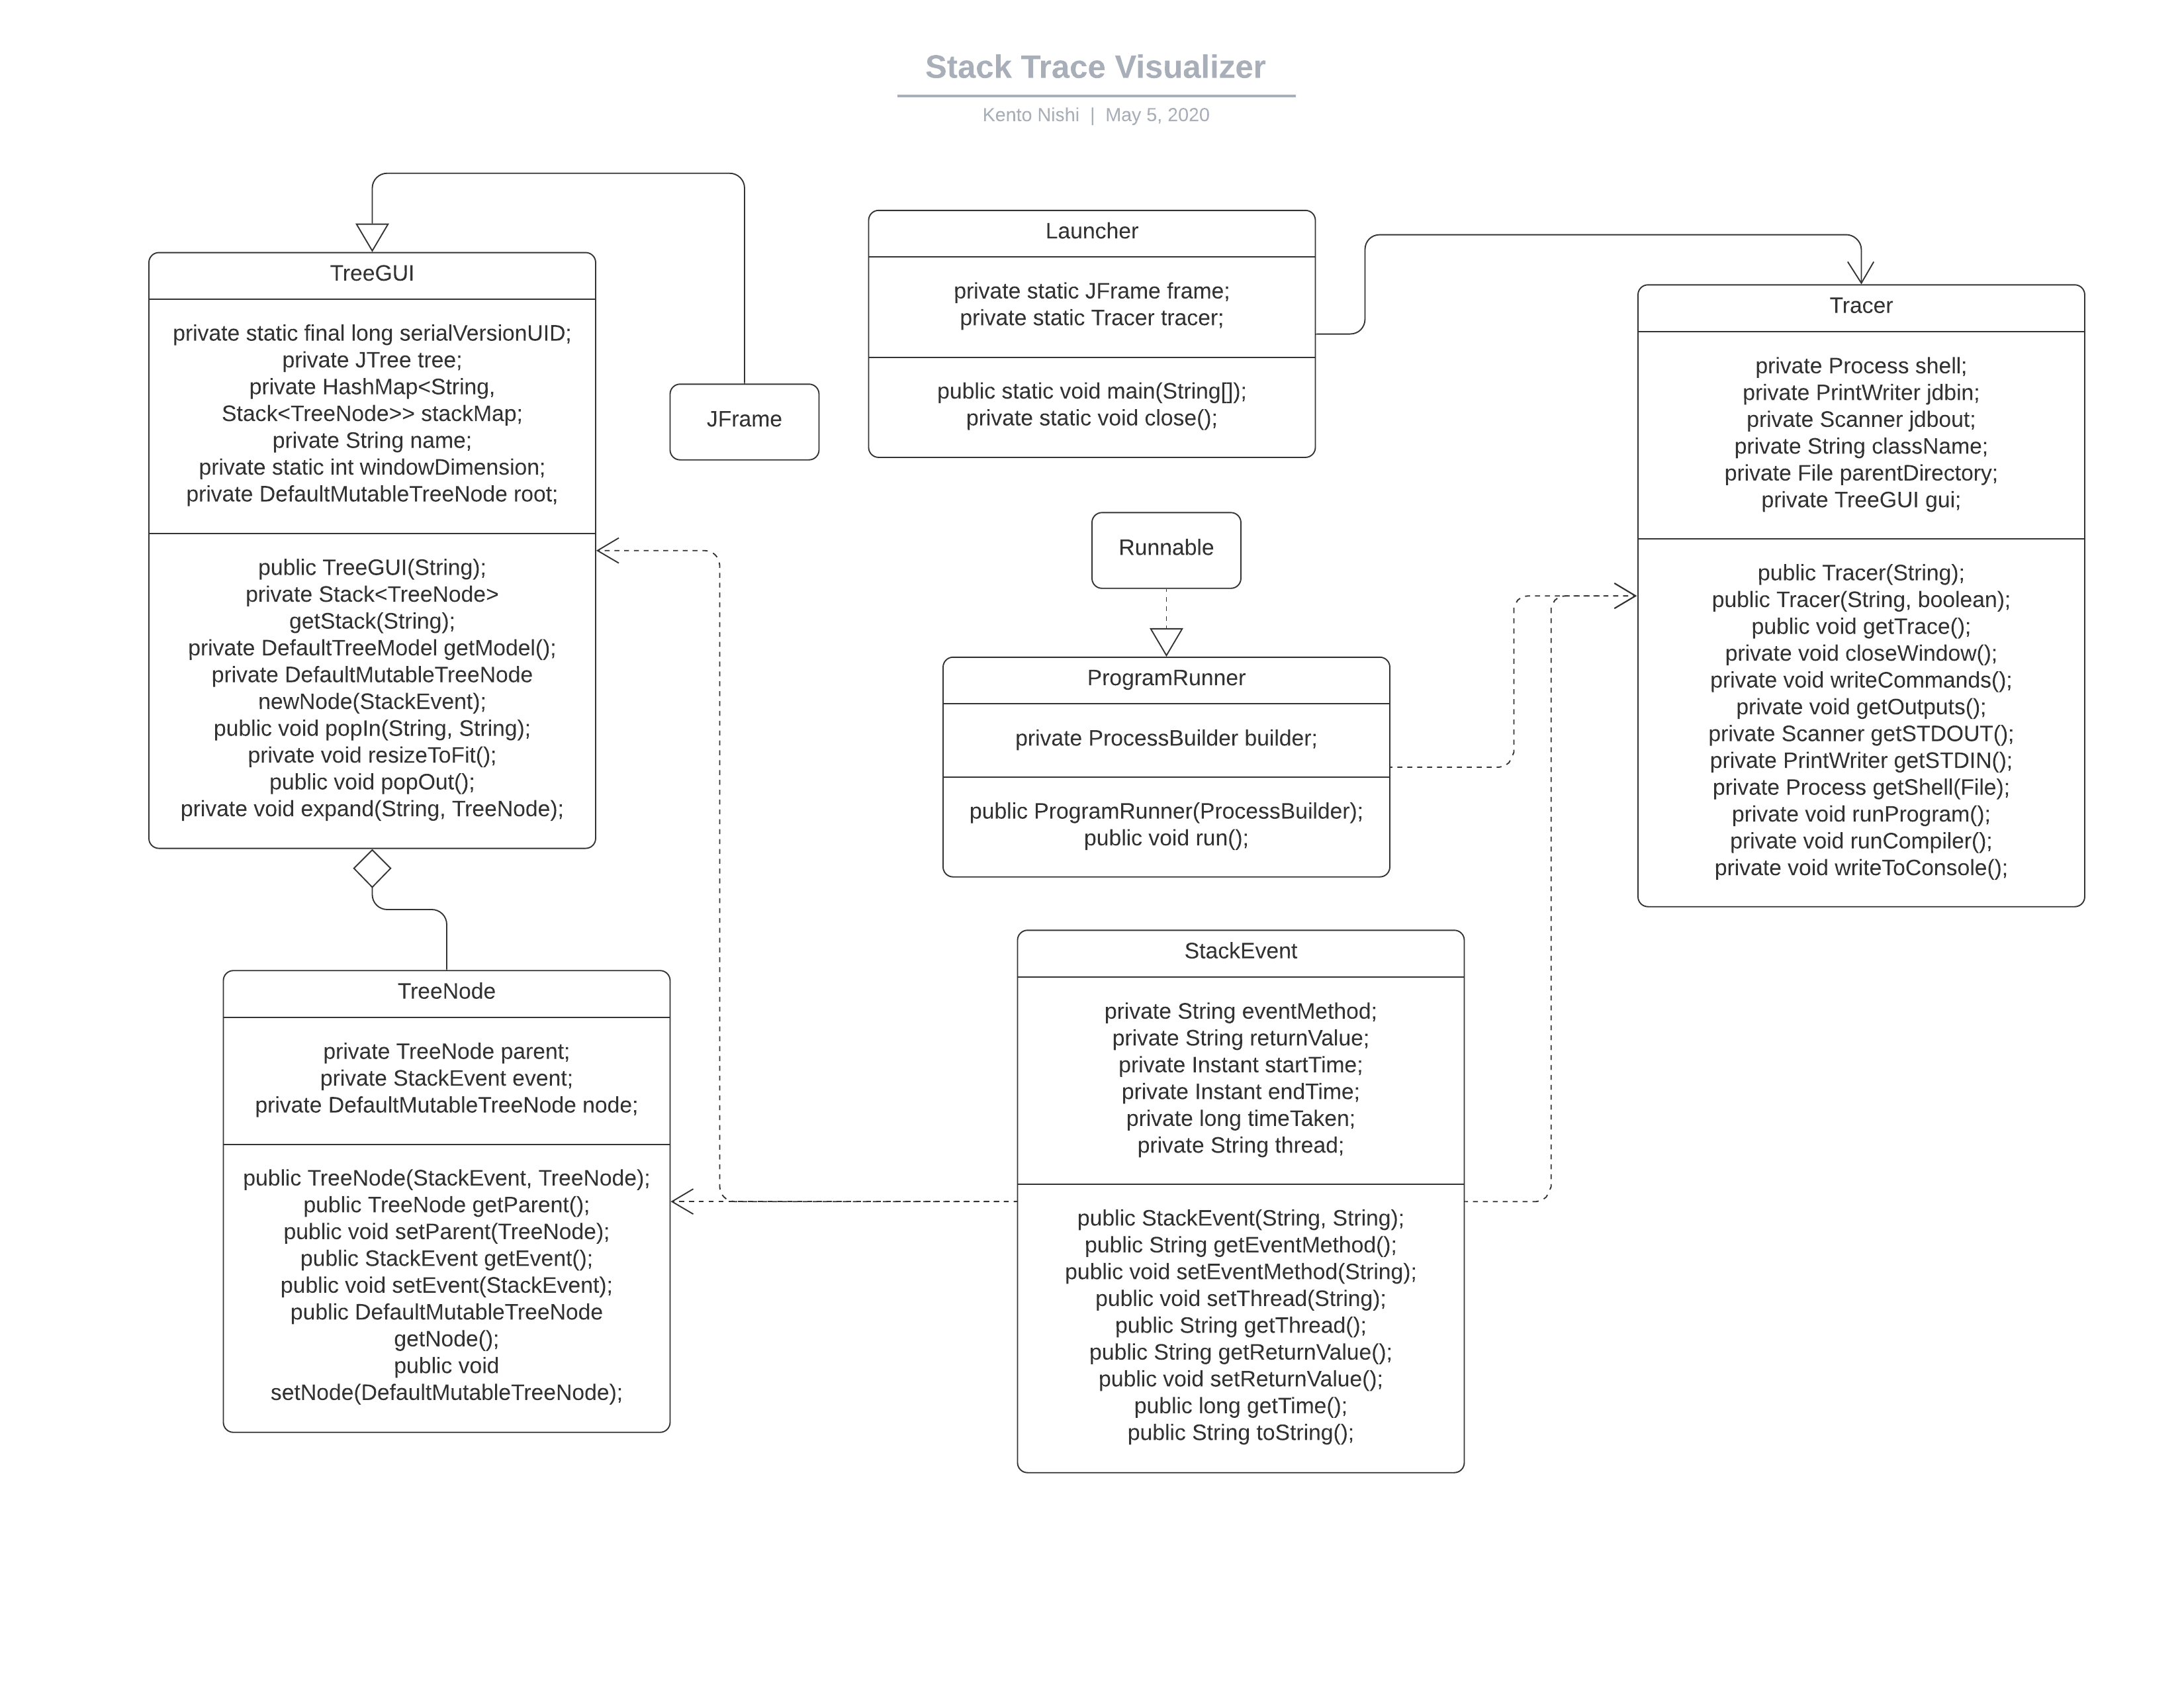 Stack Trace Visualizer
Kento Nishi | May 5, 2020
TreeGUI
private static final long serialVersionUID;
private JTree tree;
private HashMap<String,
Stack<TreeNode>> stackMap;
private String name;
private static int windowDimension;
private DefaultMutableTreeNode root;
public TreeGUI(String);
private Stack<TreeNode>
getStack(String);
private DefaultTreeModel getModel();
private DefaultMutableTreeNode
newNode(StackEvent);
public void popIn(String, String);
private void resizeToFit();
public void popOut();
private void expand(String, TreeNode);
JFrame
Launcher
private static JFrame frame;
private static Tracer tracer;
public static void main(String[]);
private static void close();
Tracer
private Process shell;
private PrintWriter jdbin;
private Scanner jdbout;
private String className;
private File parentDirectory;
private TreeGUI gui;
public Tracer(String);
public Tracer(String, boolean);
public void getTrace();
private void closeWindow();
private void writeCommands();
private void getOutputs();
private Scanner getSTDOUT();
private PrintWriter getSTDIN();
private Process getShell(File);
private void runProgram();
private void runCompiler();
private void writeToConsole();
Runnable
ProgramRunner
private ProcessBuilder builder;
public ProgramRunner(ProcessBuilder);
public void run();
TreeNode
private TreeNode parent;
private StackEvent event;
private DefaultMutableTreeNode node;
public TreeNode(StackEvent, TreeNode);
public TreeNode getParent();
public void setParent(TreeNode);
public StackEvent getEvent();
public void setEvent(StackEvent);
public DefaultMutableTreeNode
getNode();
public void
setNode(DefaultMutableTreeNode);
StackEvent
private String eventMethod;
private String returnValue;
private Instant startTime;
private Instant endTime;
private long timeTaken;
private String thread;
public StackEvent(String, String);
public String getEventMethod();
public void setEventMethod(String);
public void setThread(String);
public String getThread();
public String getReturnValue();
public void setReturnValue();
public long getTime();
public String toString();